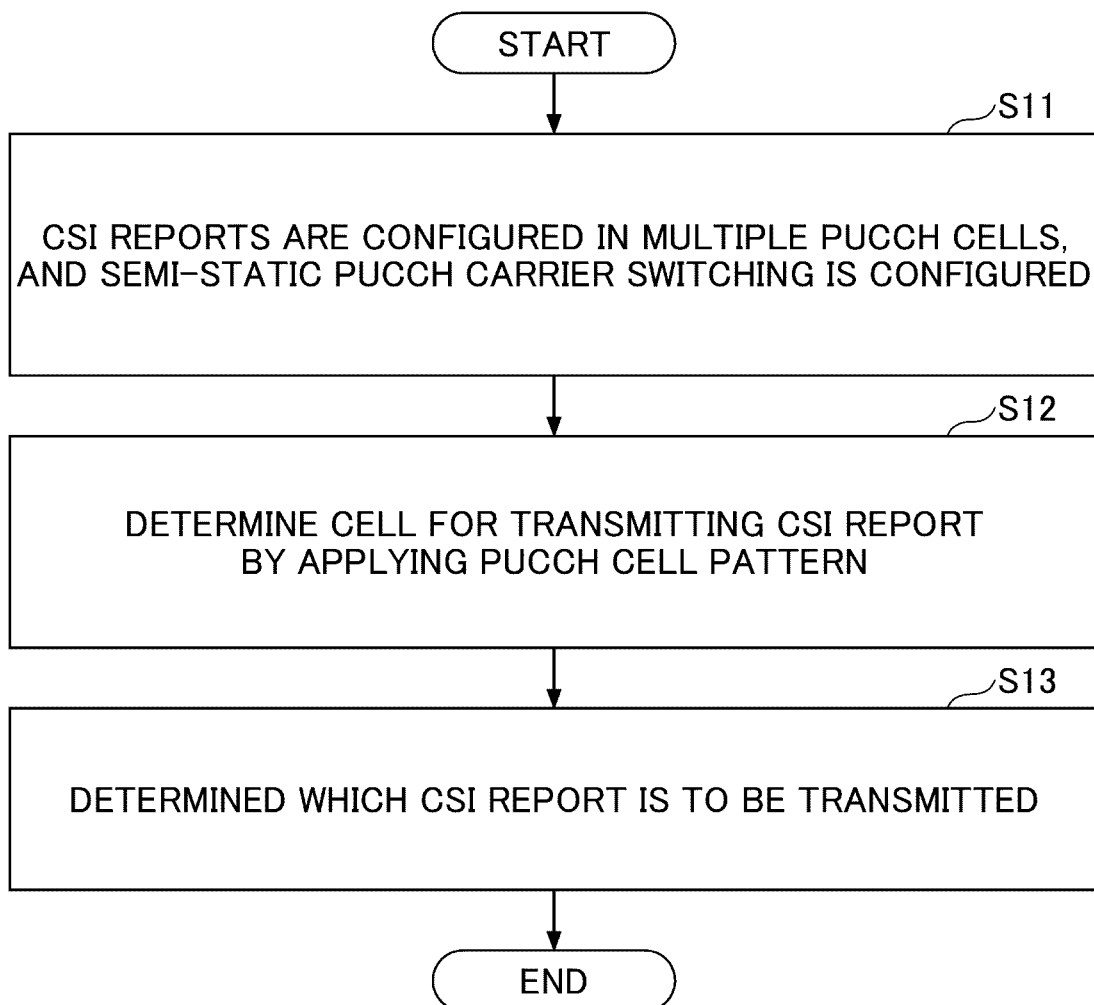 START
S11
CSI REPORTS ARE CONFIGURED IN MULTIPLE PUCCH CELLS,
AND SEMI-STATIC PUCCH CARRIER SWITCHING IS CONFIGURED
S12
DETERMINE CELL FOR TRANSMITTING CSI REPORT
BY APPLYING PUCCH CELL PATTERN
S13
DETERMINED WHICH CSI REPORT IS TO BE TRANSMITTED
END